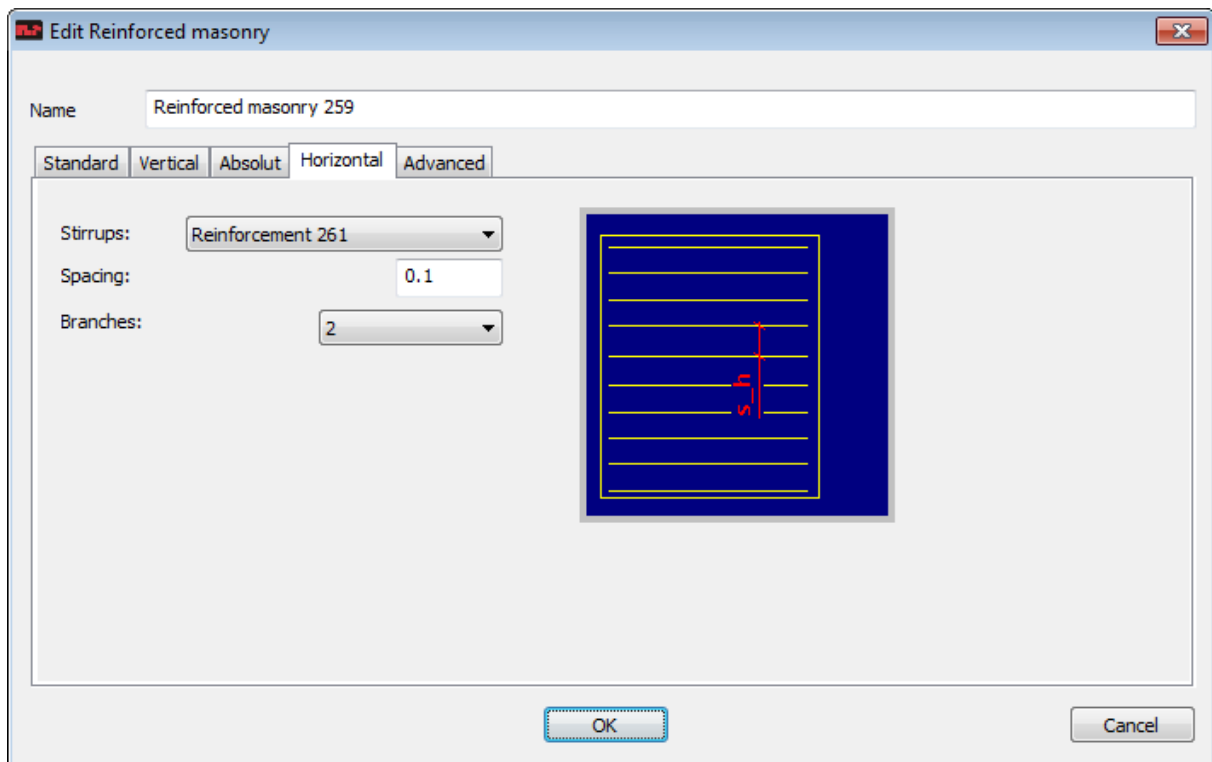 Edit Reinforced masonry
Name Reinforced masonry 259
Standard Vertical Absolut Horizontal Advanced
Stirrups: Reinforcement 261
Spacing: 0.1
Branches: 2
s_h
OK Cancel